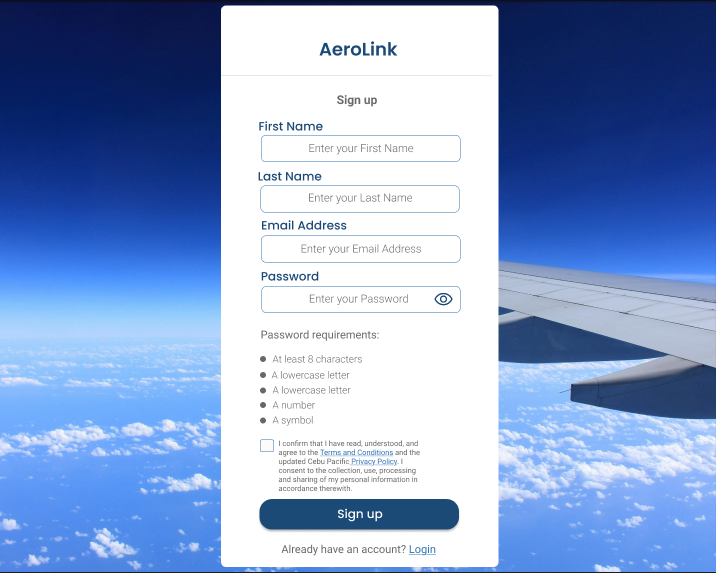 AeroLink
Sign up
First Name
Enter your First Name
Last Name
Enter your Last Name
Email Address
Enter your Email Address
Password
Enter your Password
Password requirements:
At least 8 characters
A lowercase letter
A lowercase letter
A number
A symbol
I confirm that I have read, understood, and
agree to the Terms and Conditions and the
updated Cebu Pacific Privacy Policy. I
consent to the collection, use, processing
and sharing of my personal information in
accordance therewith.
Sign up
Already have an account? Login